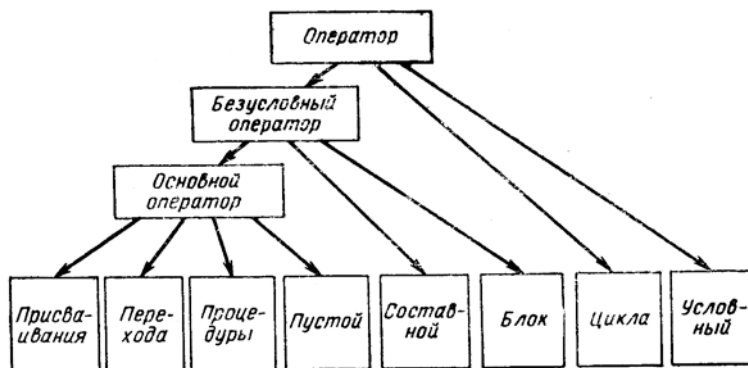 Оператор
Безусловный
оператор
Основной
оператор
Присва-
ивания
Пере-
хода
Проце-
дуры
Пустой
Состав-
ной
Блок
Цикла
Услов-
ный